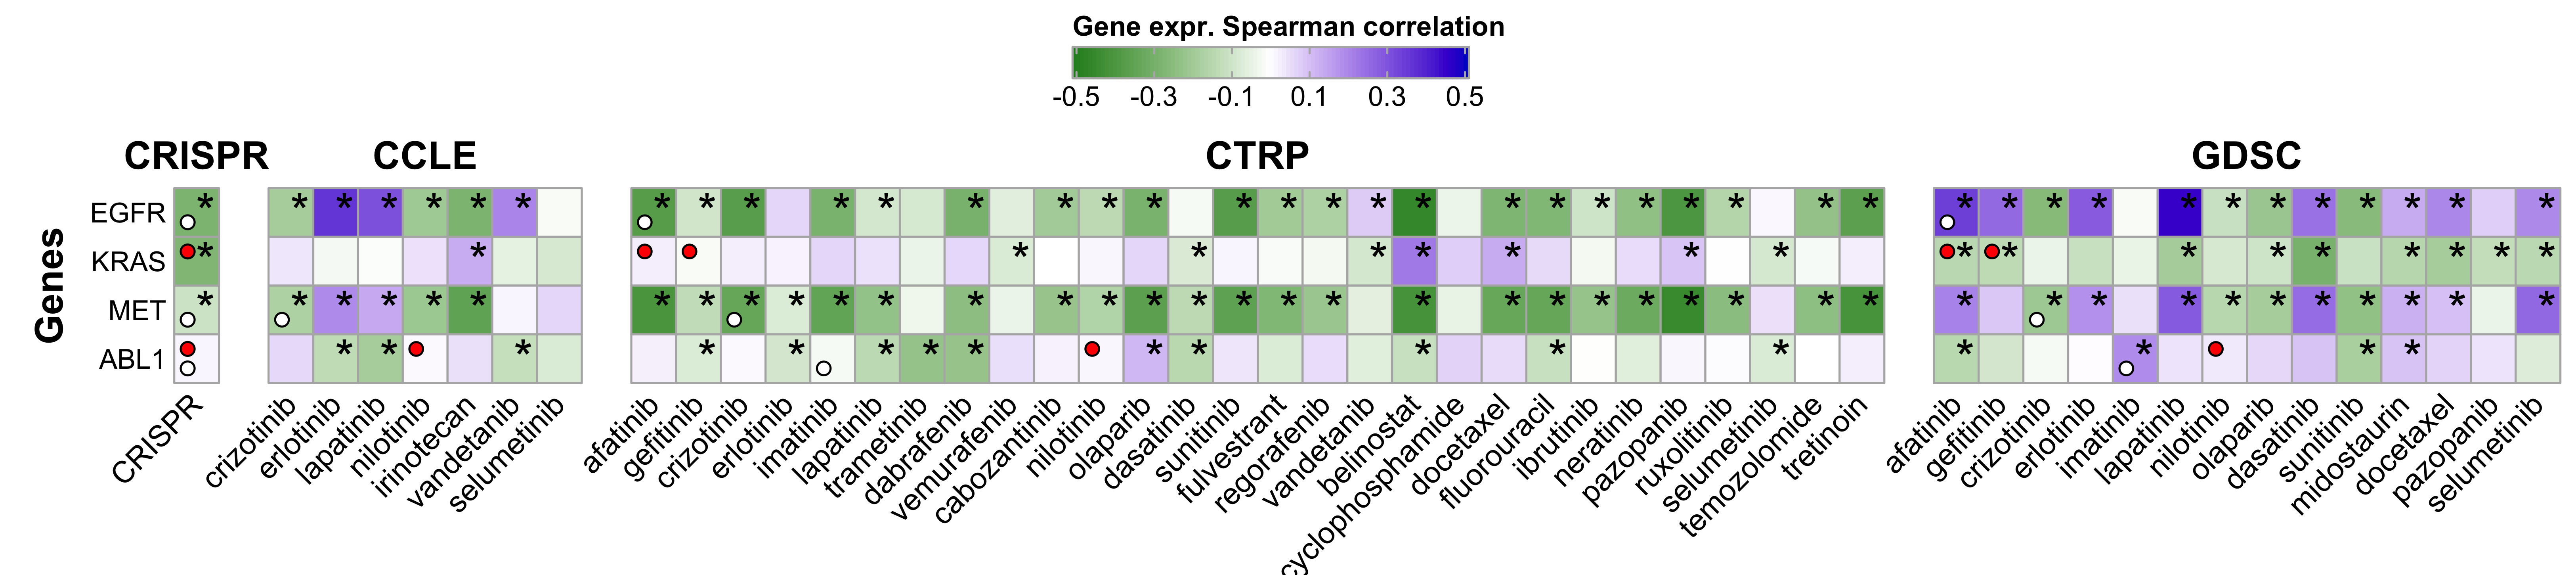 Gene expr. Spearman correlation
-0.5 -0.3 -0.1 0.1 0.3 0.5
CRISPR CCLE CTRP GDSC
Genes
EGFR * * * * * * * * * * * * * * * * * * * * * * * * * * * * * * * * * * * * * * * * * *
KRAS * * * * * * * * * * * * * * * * *
MET * * * * * * * * * * * * * * * * * * * * * * * * * * * * * * * * * * * * * * *
ABL1 * * * * * * * * * * * * * * * * *
CRISPR
crizotinib erlotinib lapatinib nilotinib irinotecan vandetanib selumetinib
afatinib gefitinib crizotinib erlotinib imatinib lapatinib trametinib dabrafenib vemurafenib cabozantinib nilotinib olaparib dasatinib sunitinib fulvestrant regorafenib vandetanib belinostat cyclophosphamide docetaxel fluorouracil ibrutinib neratinib pazopanib ruxolitinib selumetinib temozolomide tretinoin
afatinib gefitinib crizotinib erlotinib imatinib lapatinib nilotinib olaparib dasatinib sunitinib midostaurin docetaxel pazopanib selumetinib